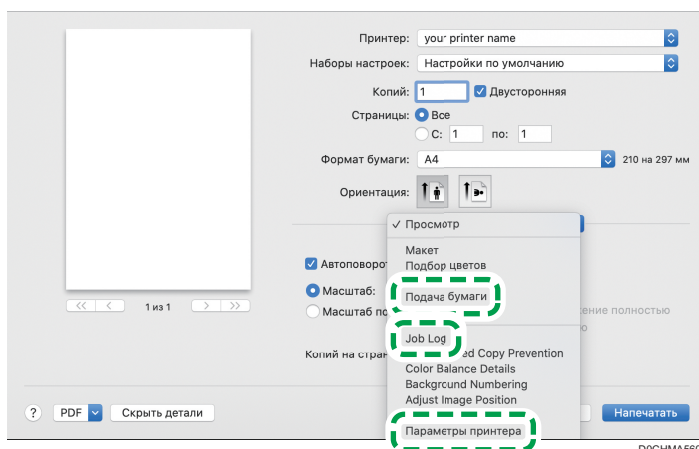 Принтер: your printer name
Наборы настроек: Настройки по умолчанию
Копий: 1 Двусторонняя
Страницы: Все
С: 1 по: 1
Формат бумаги: A4 210 на 297 мм
Ориентация:
✓ Просмотр
Макет
Подбор цветов
Автоповорот
Масштаб:
Подача бумаги
1 из 1
Масштаб по
ение полностью
Job Log
ed Copy Prevention
Копий на стран
Color Balance Details
Background Numbering
Adjust Image Position
? PDF Скрыть детали
Напечатать
Параметры принтера